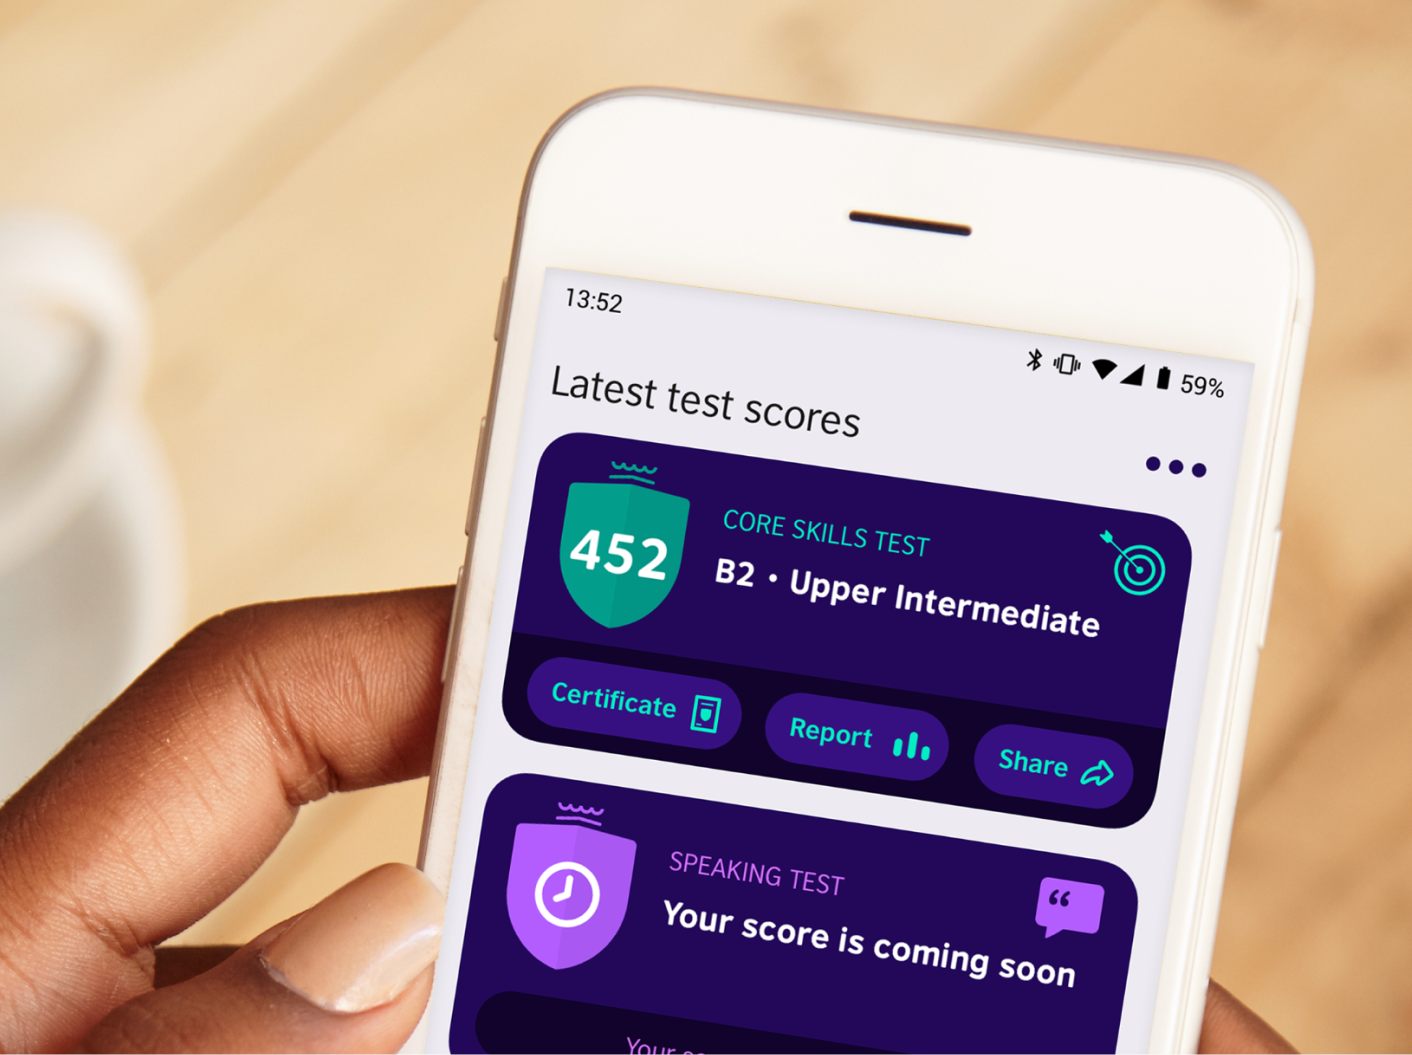 13:52
59%
Latest test scores
452
CORE SKILLS TEST
B2 • Upper Intermediate
Certificate
Report
Share
SPEAKING TEST
Your score is coming soon
Your